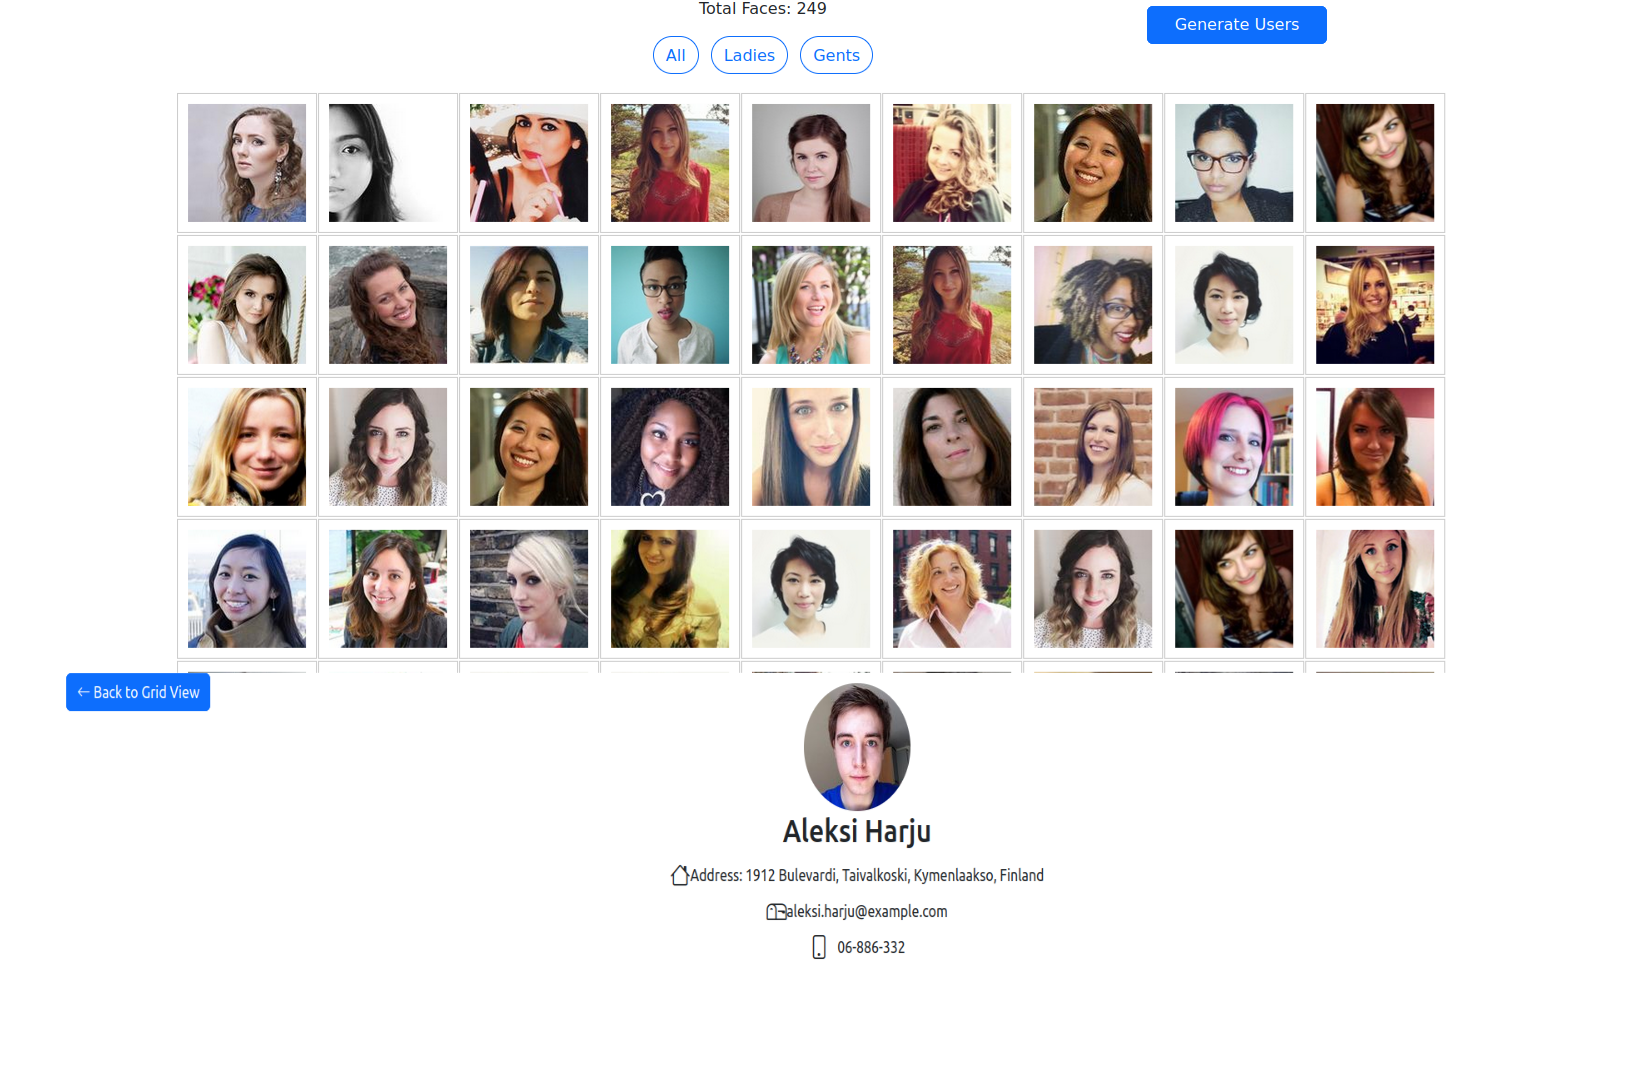 Total Faces: 249
Generate Users
All
Ladies
Gents
← Back to Grid View
Aleksi Harju
Address: 1912 Bulevardi, Taivalkoski, Kymenlaakso, Finland
aleksi.harju@example.com
06-886-332